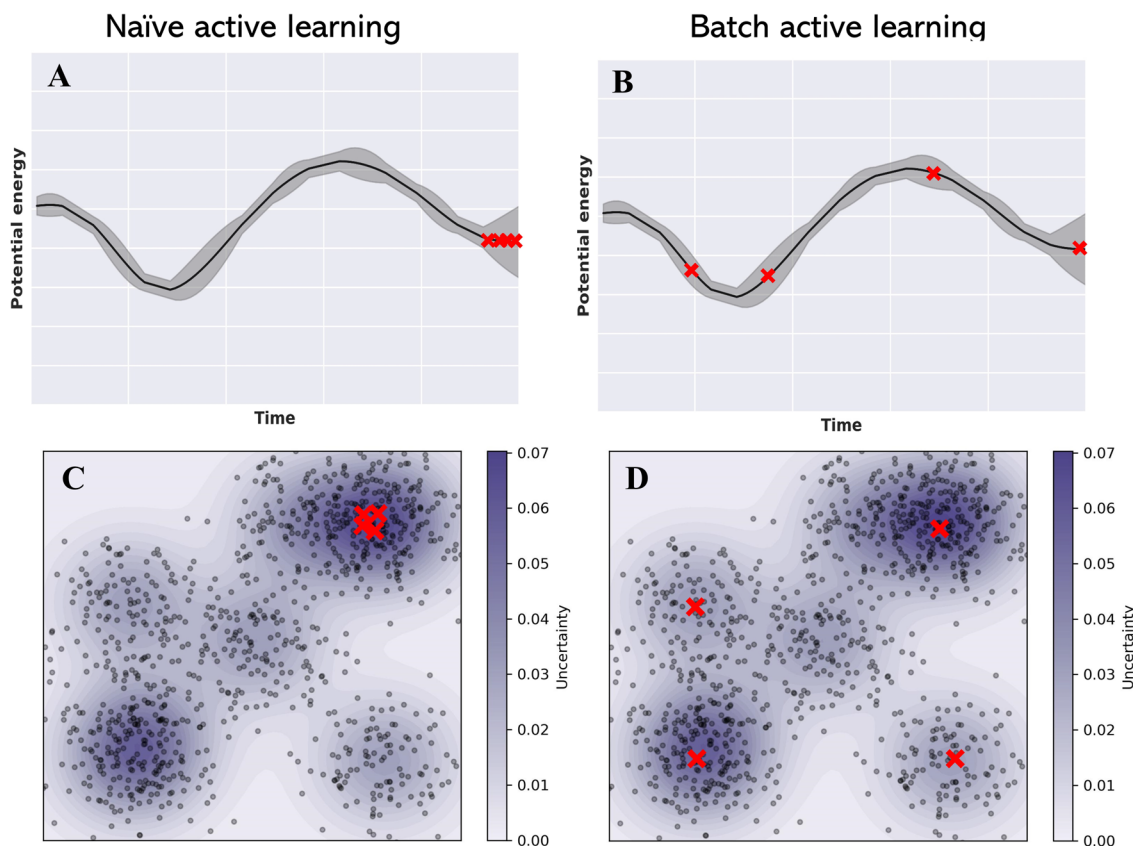 Naïve active learning
Batch active learning
A
Potential energy
Time
B
Potential energy
Time
C
0.07
0.06
0.05
0.04
0.03
0.02
0.01
0.00
Uncertainty
D
0.07
0.06
0.05
0.04
0.03
0.02
0.01
0.00
Uncertainty